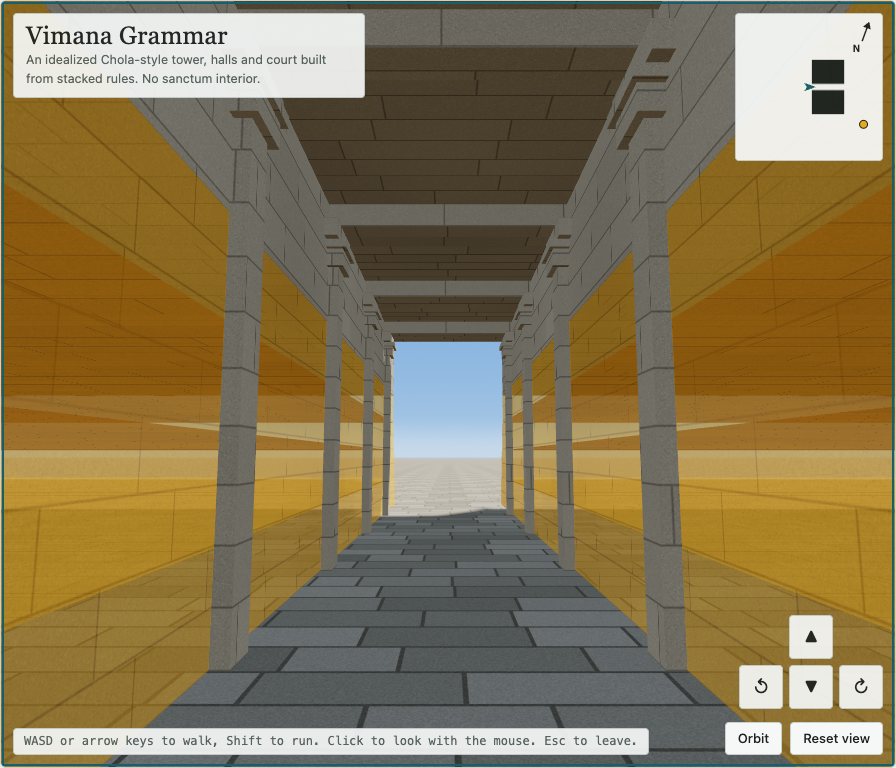 Vimana Grammar
An idealized Chola-style tower, halls and court built
from stacked rules. No sanctum interior.
N
WASD or arrow keys to walk, Shift to run. Click to look with the mouse. Esc to leave.
Orbit
Reset view